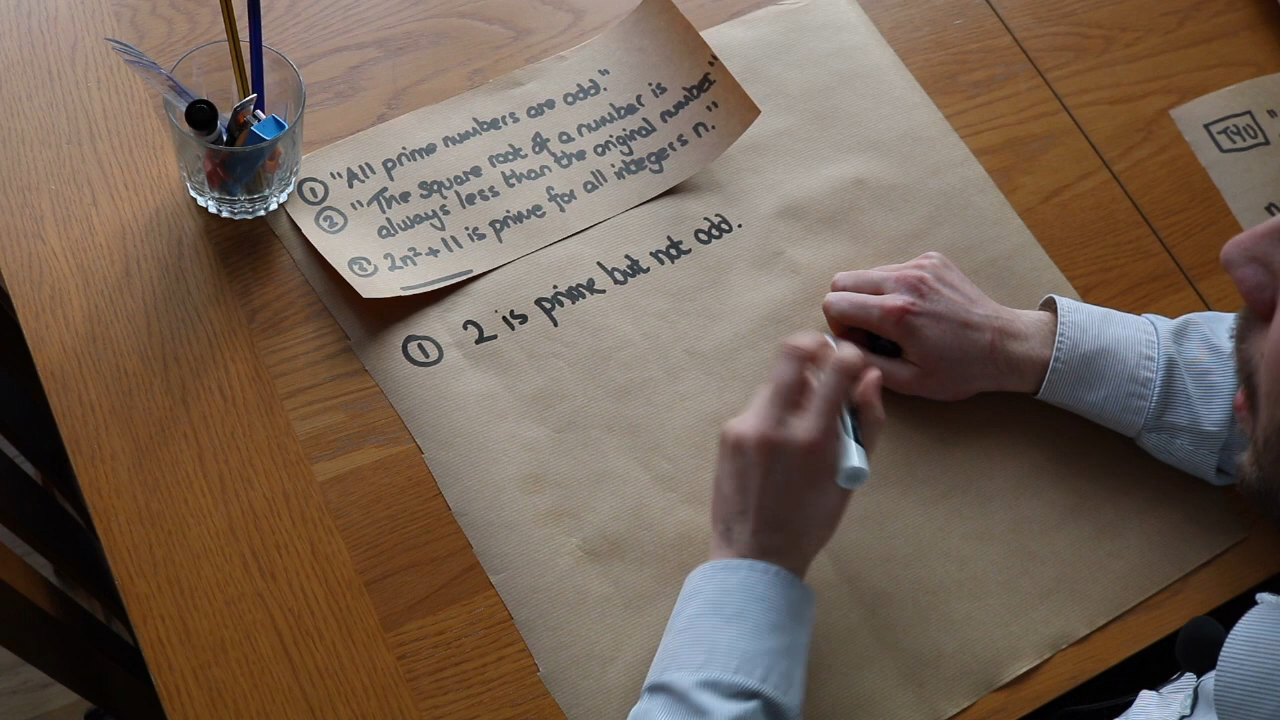 ① "All prime numbers are odd."
② "The square root of a number is
always less than the original number."
③ 2n²+11 is prime for all integers n."
① 2 is prime but not odd.
TYU "